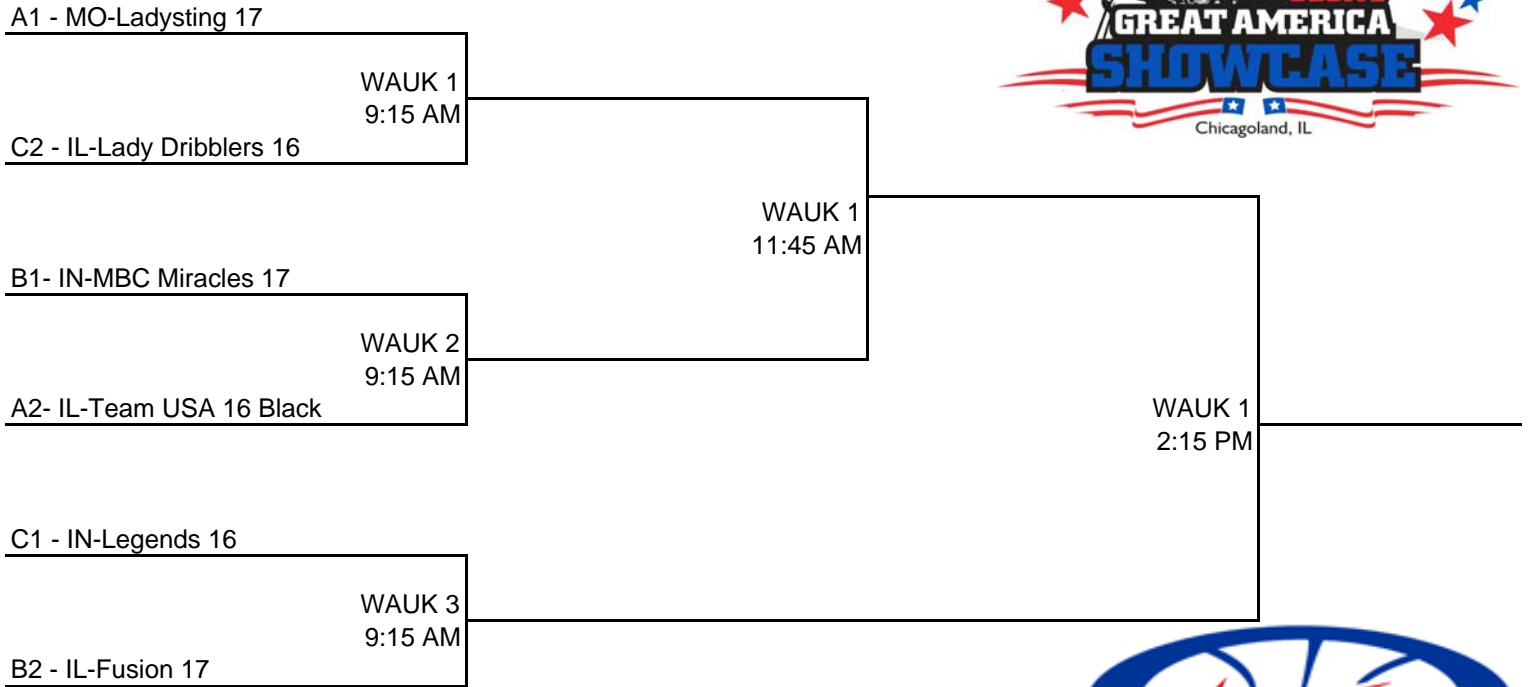 A1 - MO-Ladysting 17
GREAT AMERICA
SHOWCASE
Chicagoland, IL
WAUK 1
9:15 AM
C2 - IL-Lady Dribblers 16
WAUK 1
11:45 AM
B1- IN-MBC Miracles 17
WAUK 2
9:15 AM
A2- IL-Team USA 16 Black
WAUK 1
2:15 PM
C1 - IN-Legends 16
WAUK 3
9:15 AM
B2 - IL-Fusion 17